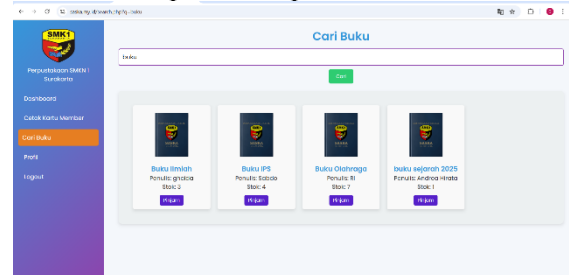 Cari Buku
SMK1
Perpustakaan SMKN 1
Surakarta
buku
Cari
Dashboard
Cetak Kartu Member
Cari Buku
Profil
Logout
Buku Ilmiah
Penulis: ghaida
Stok: 3
Pinjam
Buku IPS
Penulis: Sabda
Stok: 4
Pinjam
Buku Olahraga
Penulis: RI
Stok: 7
Pinjam
buku sejarah 2025
Penulis: Andrea Hirata
Stok: 1
Pinjam